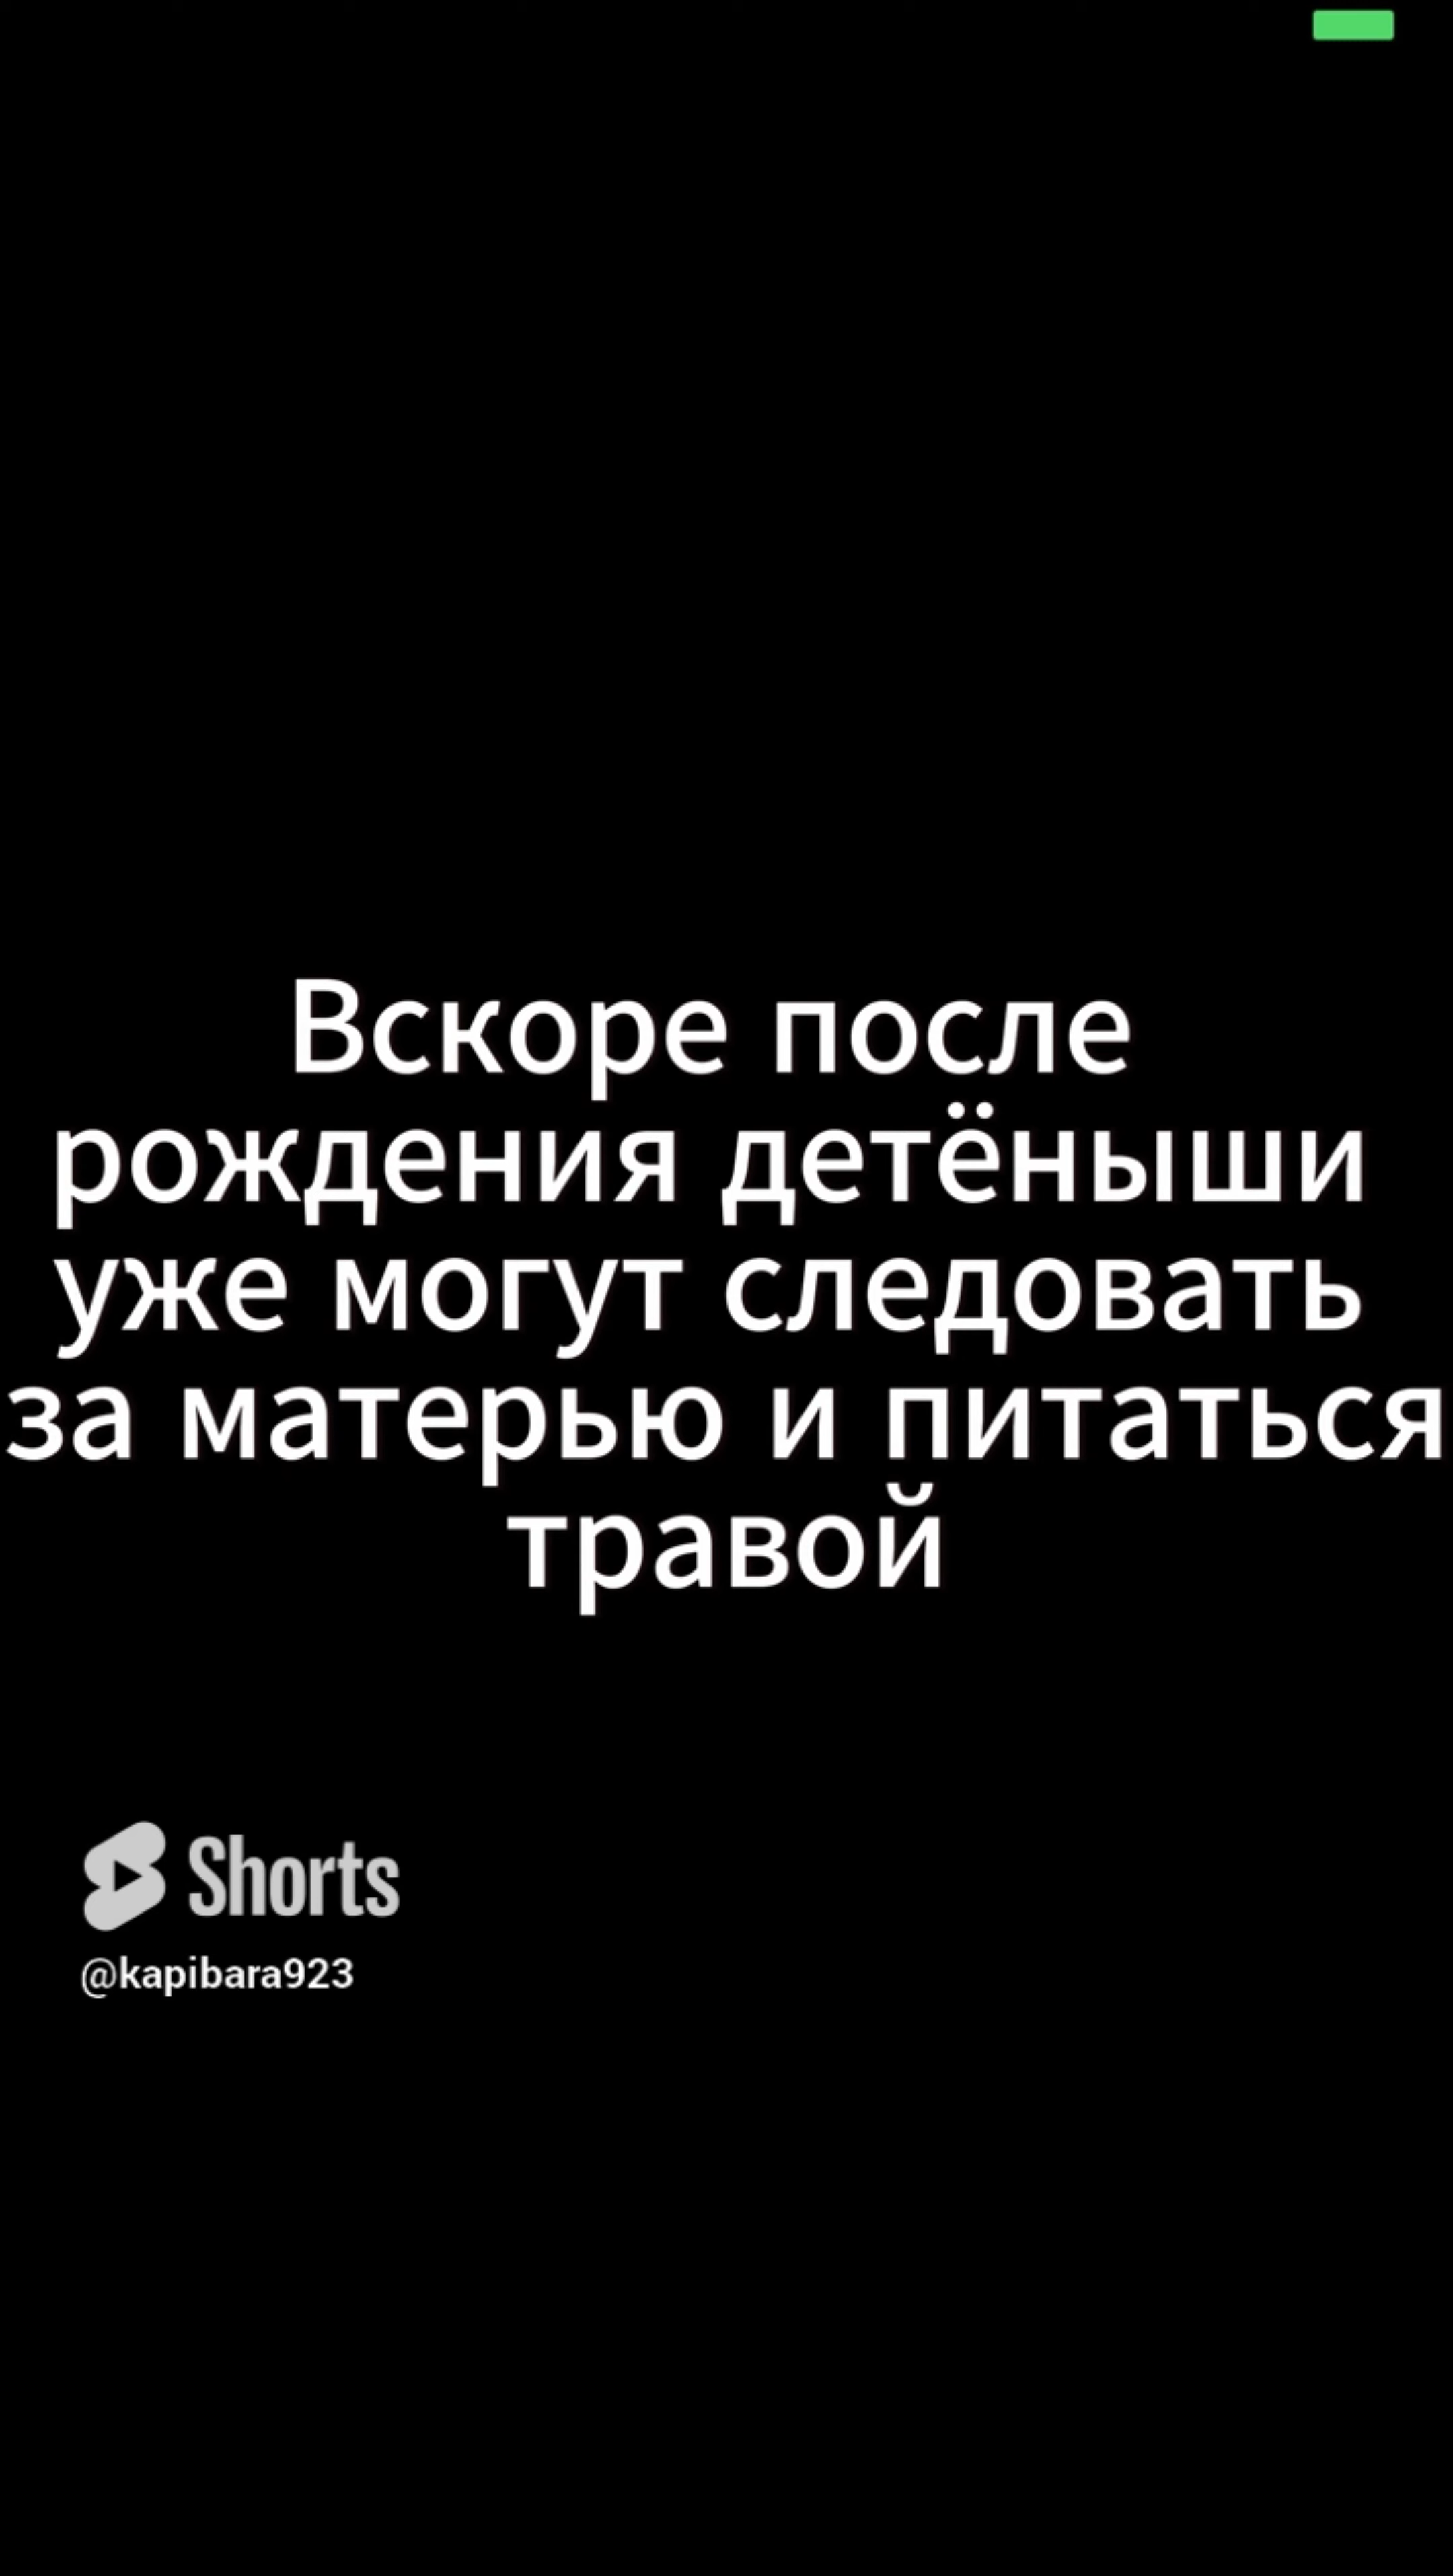 Вскоре после
рождения детёныши
уже могут следовать
за матерью и питаться
травой
Shorts
@kapibara923